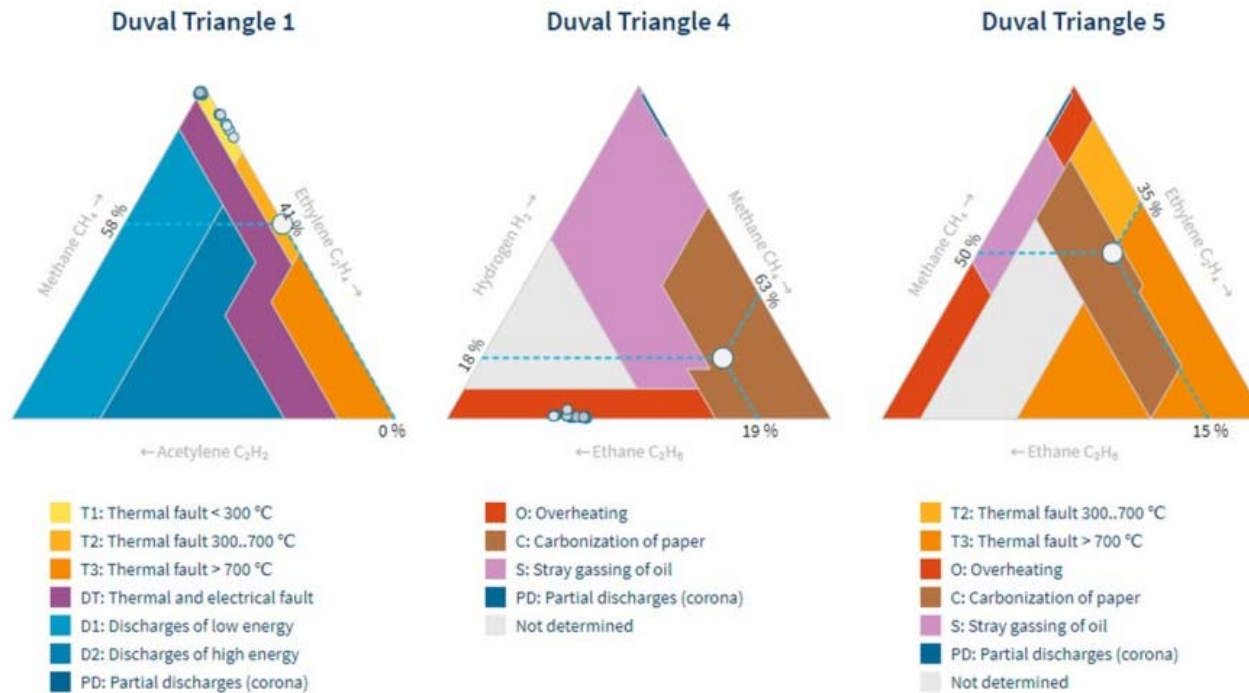 Duval Triangle 1
Methane CH₄ →
58 %
41 %
Ethylene C₂H₄ →
0 %
←Acetylene C₂H₂
T1: Thermal fault < 300 °C
T2: Thermal fault 300..700 °C
T3: Thermal fault > 700 °C
DT: Thermal and electrical fault
D1: Discharges of low energy
D2: Discharges of high energy
PD: Partial discharges (corona)
Duval Triangle 4
Hydrogen H₂ →
18 %
Methane CH₄ →
63 %
19 %
←Ethane C₂H₆
O: Overheating
C: Carbonization of paper
S: Stray gassing of oil
PD: Partial discharges (corona)
Not determined
Duval Triangle 5
Methane CH₄ →
50 %
35 %
Ethylene C₂H₄ →
15 %
←Ethane C₂H₆
T2: Thermal fault 300..700 °C
T3: Thermal fault > 700 °C
O: Overheating
C: Carbonization of paper
S: Stray gassing of oil
PD: Partial discharges (corona)
Not determined